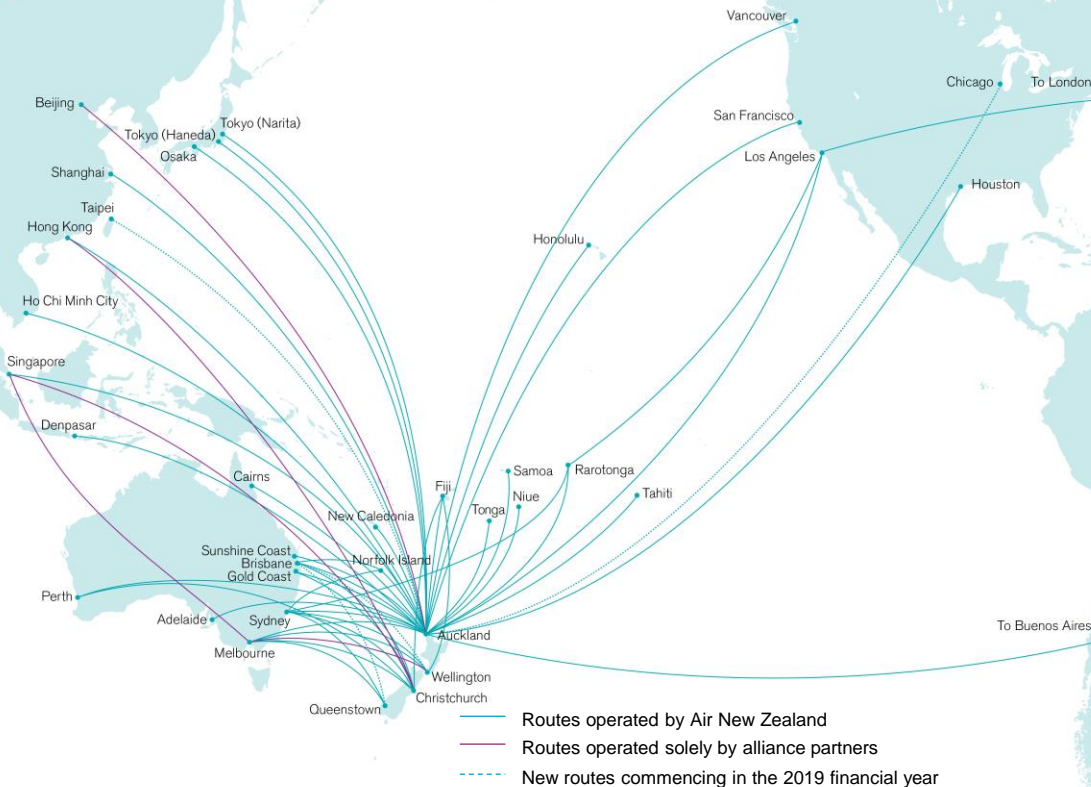 Vancouver
Chicago
To London
Beijing
San Francisco
Tokyo (Narita)
Tokyo (Haneda)
Osaka
Los Angeles
Shanghai
Houston
Taipei
Hong Kong
Honolulu
Ho Chi Minh City
Singapore
Denpasar
Samoa
Rarotonga
Cairns
Fiji
Niue
Tahiti
Tonga
New Caledonia
Sunshine Coast
Brisbane
Norfolk Island
Gold Coast
Perth
Adelaide
Sydney
To Buenos Aires
Auckland
Melbourne
Wellington
Christchurch
Queenstown
Routes operated by Air New Zealand
Routes operated solely by alliance partners
New routes commencing in the 2019 financial year